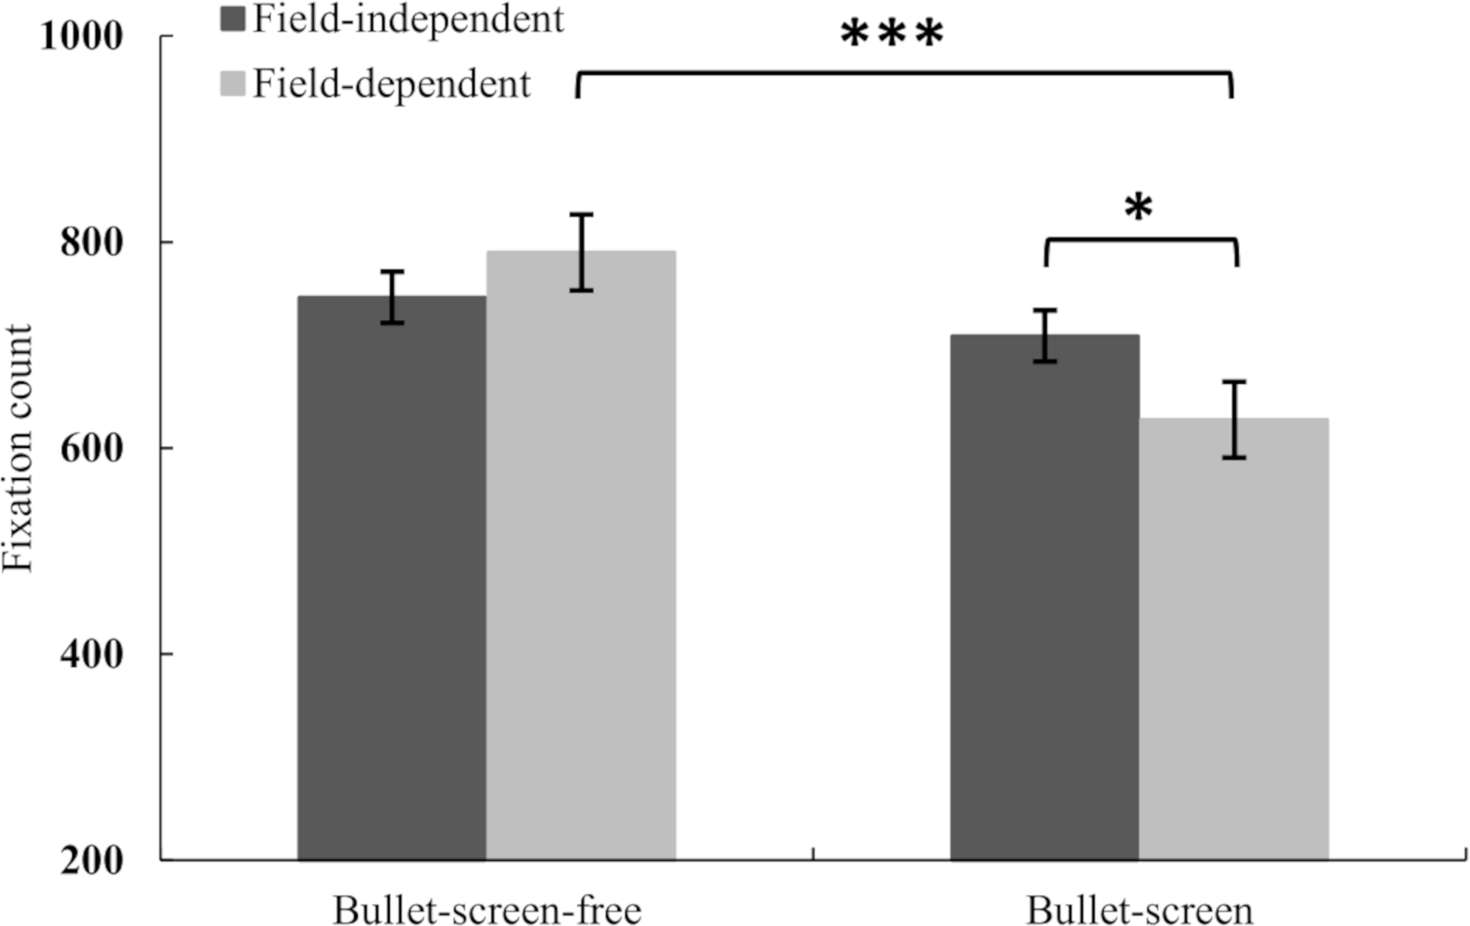 Field-independent
Field-dependent
***
*
1000
800
600
400
200
Fixation count
Bullet-screen-free
Bullet-screen